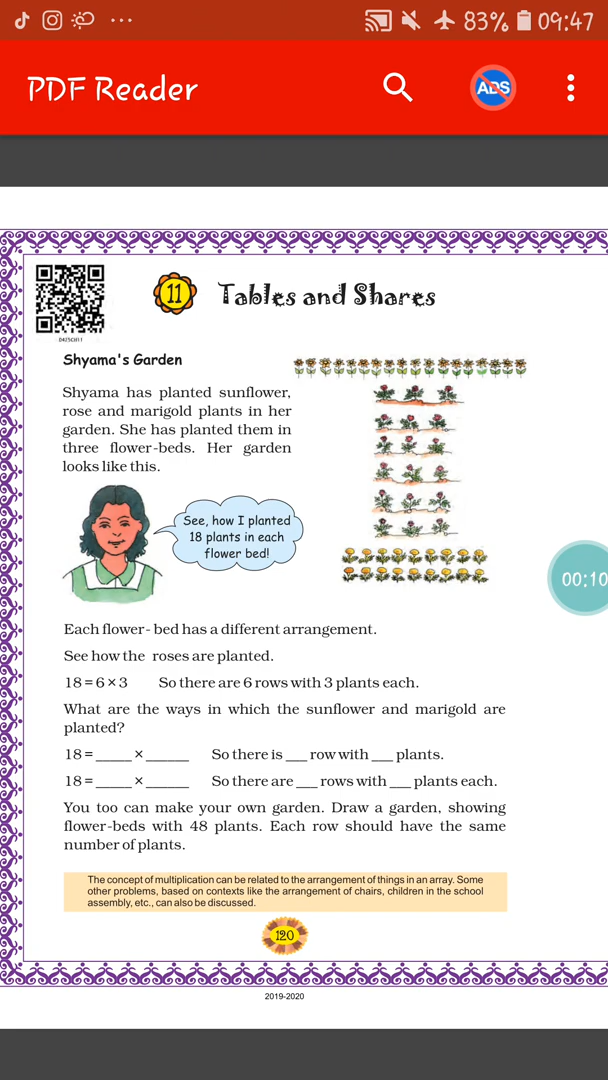 83% 09:47
PDF Reader
ADS
11 Tables and Shares
0425CH11
Shyama's Garden
Shyama has planted sunflower,
rose and marigold plants in her
garden. She has planted them in
three flower-beds. Her garden
looks like this.
See, how I planted
18 plants in each
flower bed!
00:10
Each flower- bed has a different arrangement.
See how the roses are planted.
18 = 6 × 3 So there are 6 rows with 3 plants each.
What are the ways in which the sunflower and marigold are
planted?
18 = _____ × ______ So there is ___ row with ___ plants.
18 = _____ × ______ So there are ___ rows with ___ plants each.
You too can make your own garden. Draw a garden, showing
flower-beds with 48 plants. Each row should have the same
number of plants.
The concept of multiplication can be related to the arrangement of things in an array. Some
other problems, based on contexts like the arrangement of chairs, children in the school
assembly, etc., can also be discussed.
120
2019-2020